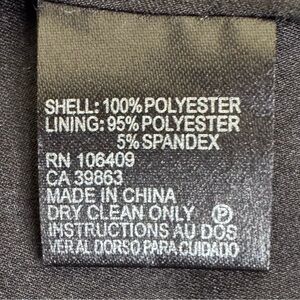 SHELL: 100% POLYESTER
LINING: 95% POLYESTER
5% SPANDEX
RN 106409
CA 39863
MADE IN CHINA
DRY CLEAN ONLY Ⓟ
INSTRUCTIONS AU DOS
VER AL DORSO PARA CUIDADO